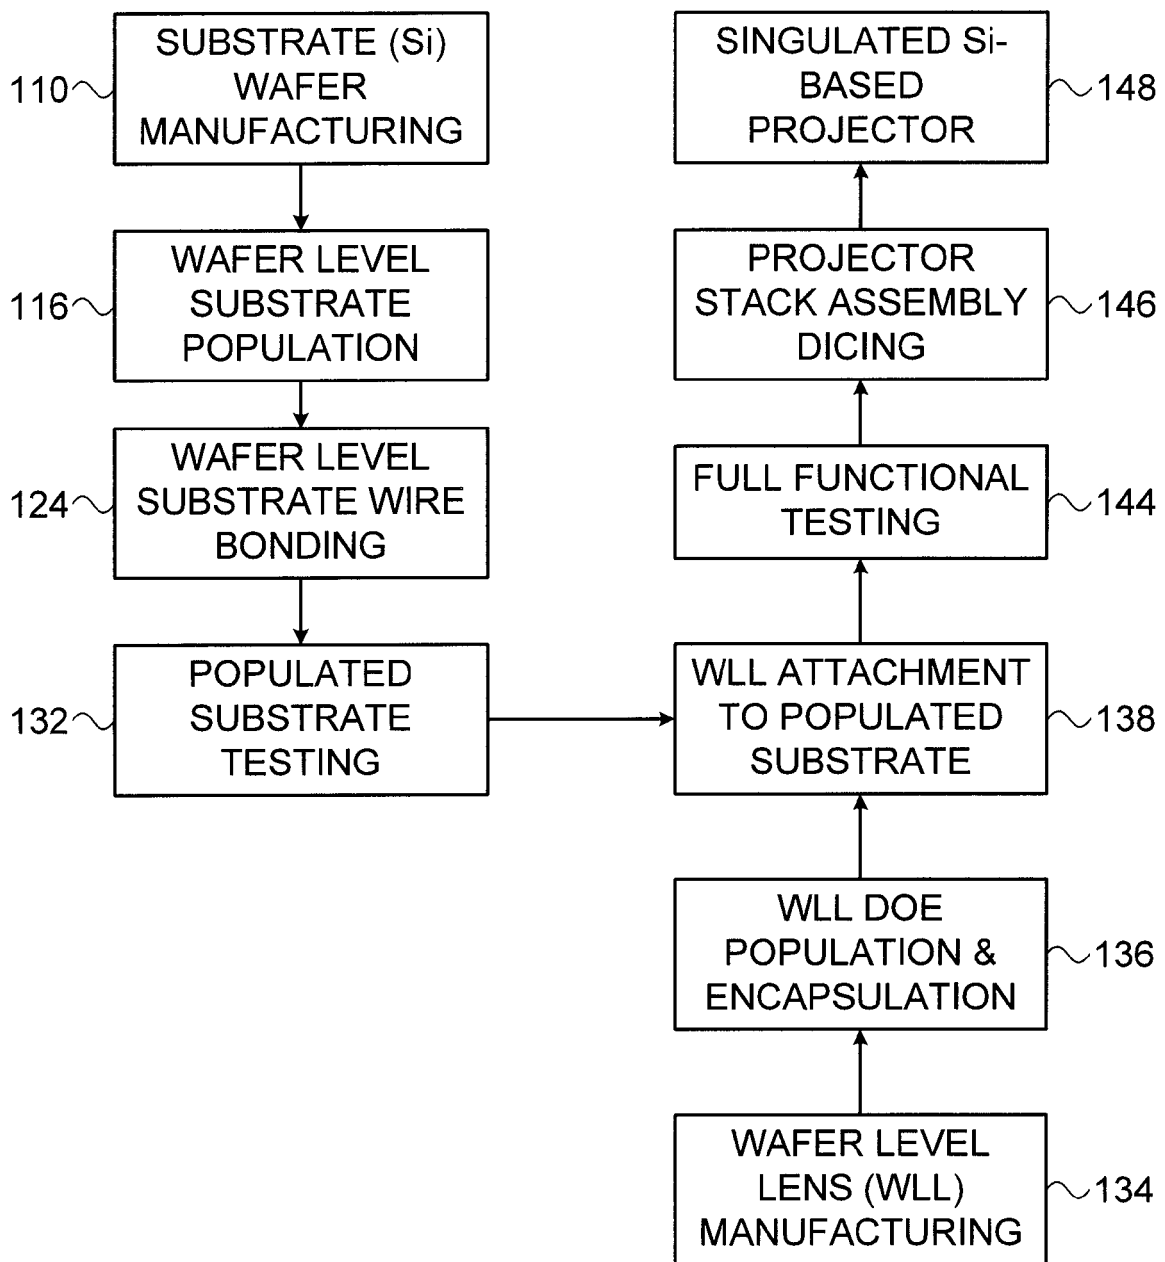 SUBSTRATE (Si)
WAFER
MANUFACTURING
110
WAFER LEVEL
SUBSTRATE
POPULATION
116
WAFER LEVEL
SUBSTRATE WIRE
BONDING
124
POPULATED
SUBSTRATE
TESTING
132
SINGULATED Si-
BASED
PROJECTOR
148
PROJECTOR
STACK ASSEMBLY
DICING
146
FULL FUNCTIONAL
TESTING
144
WLL ATTACHMENT
TO POPULATED
SUBSTRATE
138
WLL DOE
POPULATION &
ENCAPSULATION
136
WAFER LEVEL
LENS (WLL)
MANUFACTURING
134